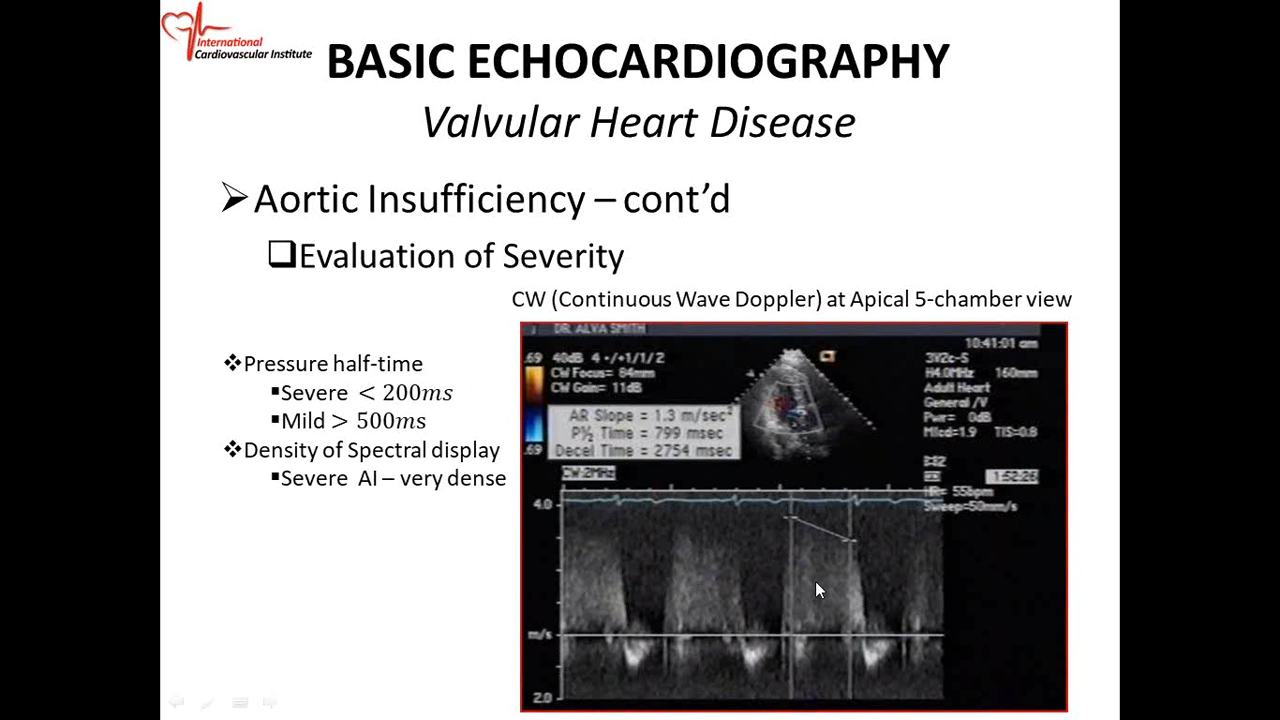 International
Cardiovascular Institute
BASIC ECHOCARDIOGRAPHY
Valvular Heart Disease
Aortic Insufficiency – cont’d
Evaluation of Severity
CW (Continuous Wave Doppler) at Apical 5-chamber view
Pressure half-time
Severe < 200ms
Mild > 500ms
Density of Spectral display
Severe AI – very dense
DR. ALVA SMITH
10:41:01 am
.69
40dB 4 •/+1/1/2
CW Focus= 84mm
CW Gain= 11dB
3V2c-S
H4.0MHz 160mm
Adult Heart
General /V
Pwr= 0dB
MIcd=1.9 TIS=0.8
AR Slope = 1.3 m/sec²
P½ Time = 799 msec
Decel Time = 2754 msec
.69
CW:2MHz
1:52:26
HR= 55bpm
Sweep=50mm/s
4.0
m/s
2.0